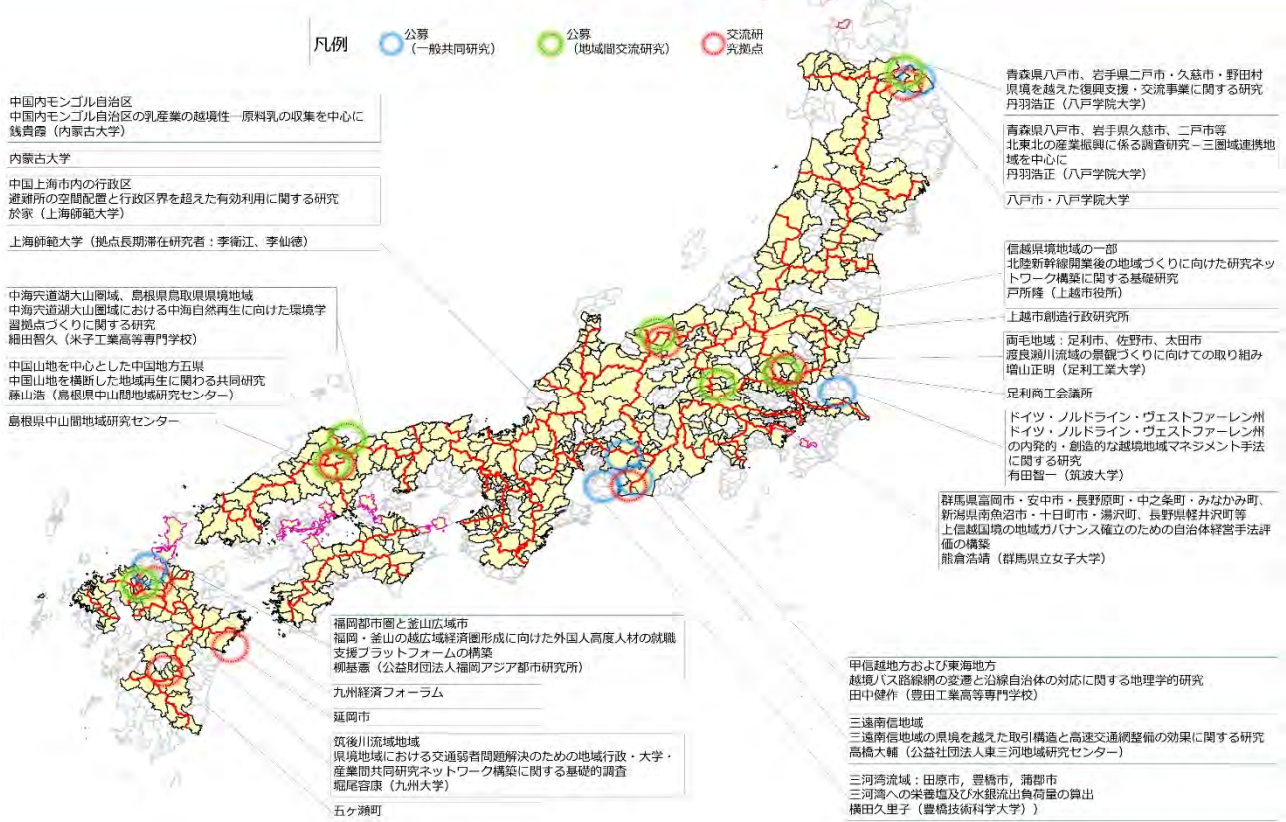 凡例
公募
（一般共同研究）
公募
（地域間交流研究）
交流研
究拠点
中国内モンゴル自治区
中国内モンゴル自治区の乳産業の越境性―原料乳の収集を中心に
銭貴霞（内蒙古大学）
内蒙古大学
中国上海市内の行政区
避難所の空間配置と行政区界を超えた有効利用に関する研究
於家（上海師範大学）
上海師範大学（拠点長期滞在研究者：李衛江、李仙德）
中海宍道湖大山圏域、島根県鳥取県県境地域
中海宍道湖大山圏域における中海自然再生に向けた環境学
習拠点づくりに関する研究
細田智久（米子工業高等専門学校）
中国山地を中心とした中国地方五県
中国山地を横断した地域再生に関わる共同研究
藤山浩（島根県中山間地域研究センター）
島根県中山間地域研究センター
青森県八戸市、岩手県二戸市・久慈市・野田村
県境を越えた復興支援・交流事業に関する研究
丹羽浩正（八戸学院大学）
青森県八戸市、岩手県久慈市、二戸市等
北東北の産業振興に係る調査研究－三圏域連携地
域を中心に
丹羽浩正（八戸学院大学）
八戸市・八戸学院大学
信越県境地域の一部
北陸新幹線開業後の地域づくりに向けた研究ネッ
トワーク構築に関する基礎研究
戸所隆（上越市役所）
上越市創造行政研究所
両毛地域：足利市、佐野市、太田市
渡良瀬川流域の景観づくりに向けての取り組み
増山正明（足利工業大学）
足利商工会議所
ドイツ・ノルドライン・ヴェストファーレン州
ドイツ・ノルドライン・ヴェストファーレン州
の内発的・創造的な越境地域マネジメント手法
に関する研究
有田智一（筑波大学）
群馬県富岡市・安中市・長野原町・中之条町・みなかみ町、
新潟県南魚沼市・十日町市・湯沢町、長野県軽井沢町等
上信越国境の地域ガバナンス確立のための自治体経営手法評
価の構築
熊倉浩靖（群馬県立女子大学）
福岡都市圏と釜山広域市
福岡・釜山の越広域経済圏形成に向けた外国人高度人材の就職
支援プラットフォームの構築
柳基憲（公益財団法人福岡アジア都市研究所）
九州経済フォーラム
延岡市
筑後川流域地域
県境地域における交通弱者問題解決のための地域行政・大学・
産業間共同研究ネットワーク構築に関する基礎的調査
堀尾容康（九州大学）
五ヶ瀬町
甲信越地方および東海地方
越境バス路線網の変遷と沿線自治体の対応に関する地理学的研究
田中健作（豊田工業高等専門学校）
三遠南信地域
三遠南信地域の県境を越えた取引構造と高速交通網整備の効果に関する研究
高橋大輔（公益社団法人東三河地域研究センター）
三河湾流域：田原市，豊橋市，蒲郡市
三河湾への栄養塩及び水銀流出負荷量の算出
横田久里子（豊橋技術科学大学））